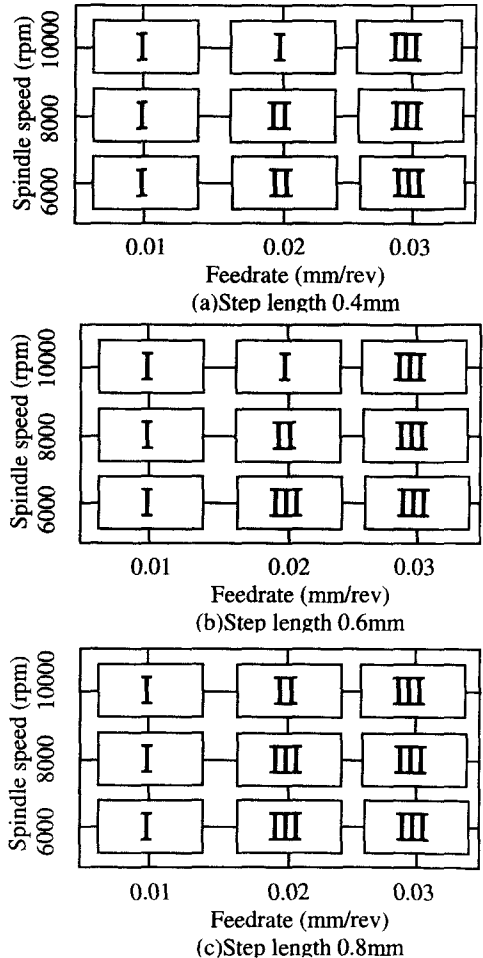 Spindle speed (rpm)
10000 I I III
8000 I II III
6000 I II III
0.01 0.02 0.03
Feedrate (mm/rev)
(a)Step length 0.4mm
Spindle speed (rpm)
10000 I I III
8000 I II III
6000 I III III
0.01 0.02 0.03
Feedrate (mm/rev)
(b)Step length 0.6mm
Spindle speed (rpm)
10000 I II III
8000 I III III
6000 I III III
0.01 0.02 0.03
Feedrate (mm/rev)
(c)Step length 0.8mm